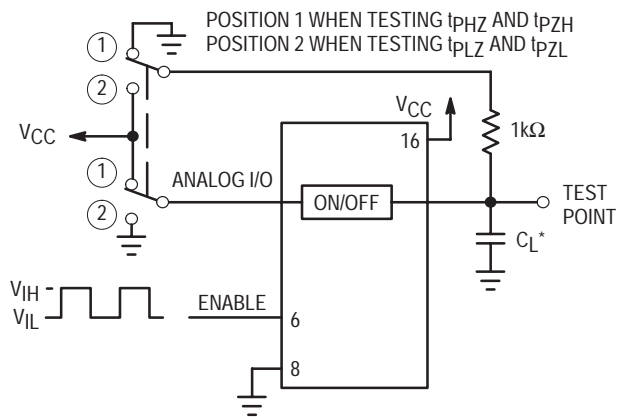 POSITION 1 WHEN TESTING tPHZ AND tPZH
POSITION 2 WHEN TESTING tPLZ AND tPZL
1
2
VCC
VCC
16
1kΩ
1
ANALOG I/O
ON/OFF
TEST
POINT
2
CL*
VIH
VIL
ENABLE
6
8